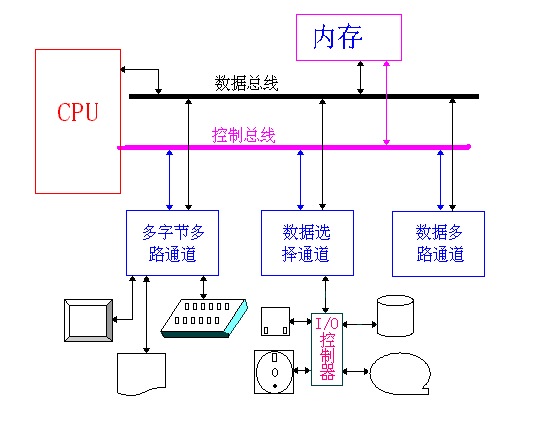 内存
数据总线
CPU
控制总线
多字节多
路通道
数据选
择通道
数据多
路通道
I/O
控
制
器